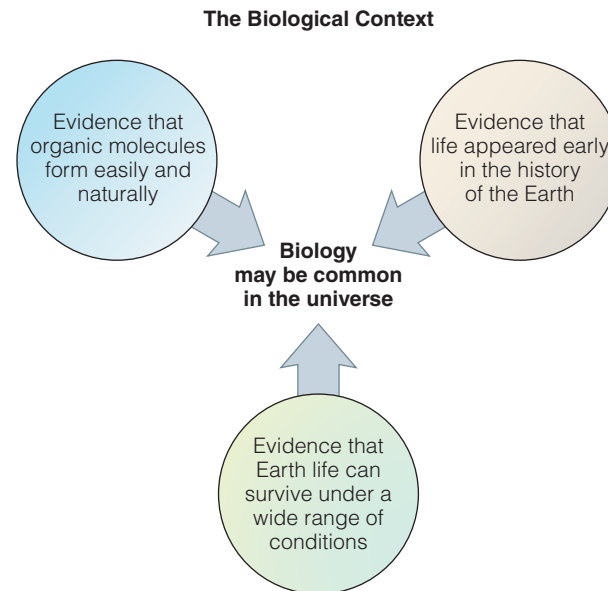 The Biological Context
Evidence that
organic molecules
form easily and
naturally
Evidence that
life appeared early
in the history
of the Earth
Biology
may be common
in the universe
Evidence that
Earth life can
survive under a
wide range of
conditions